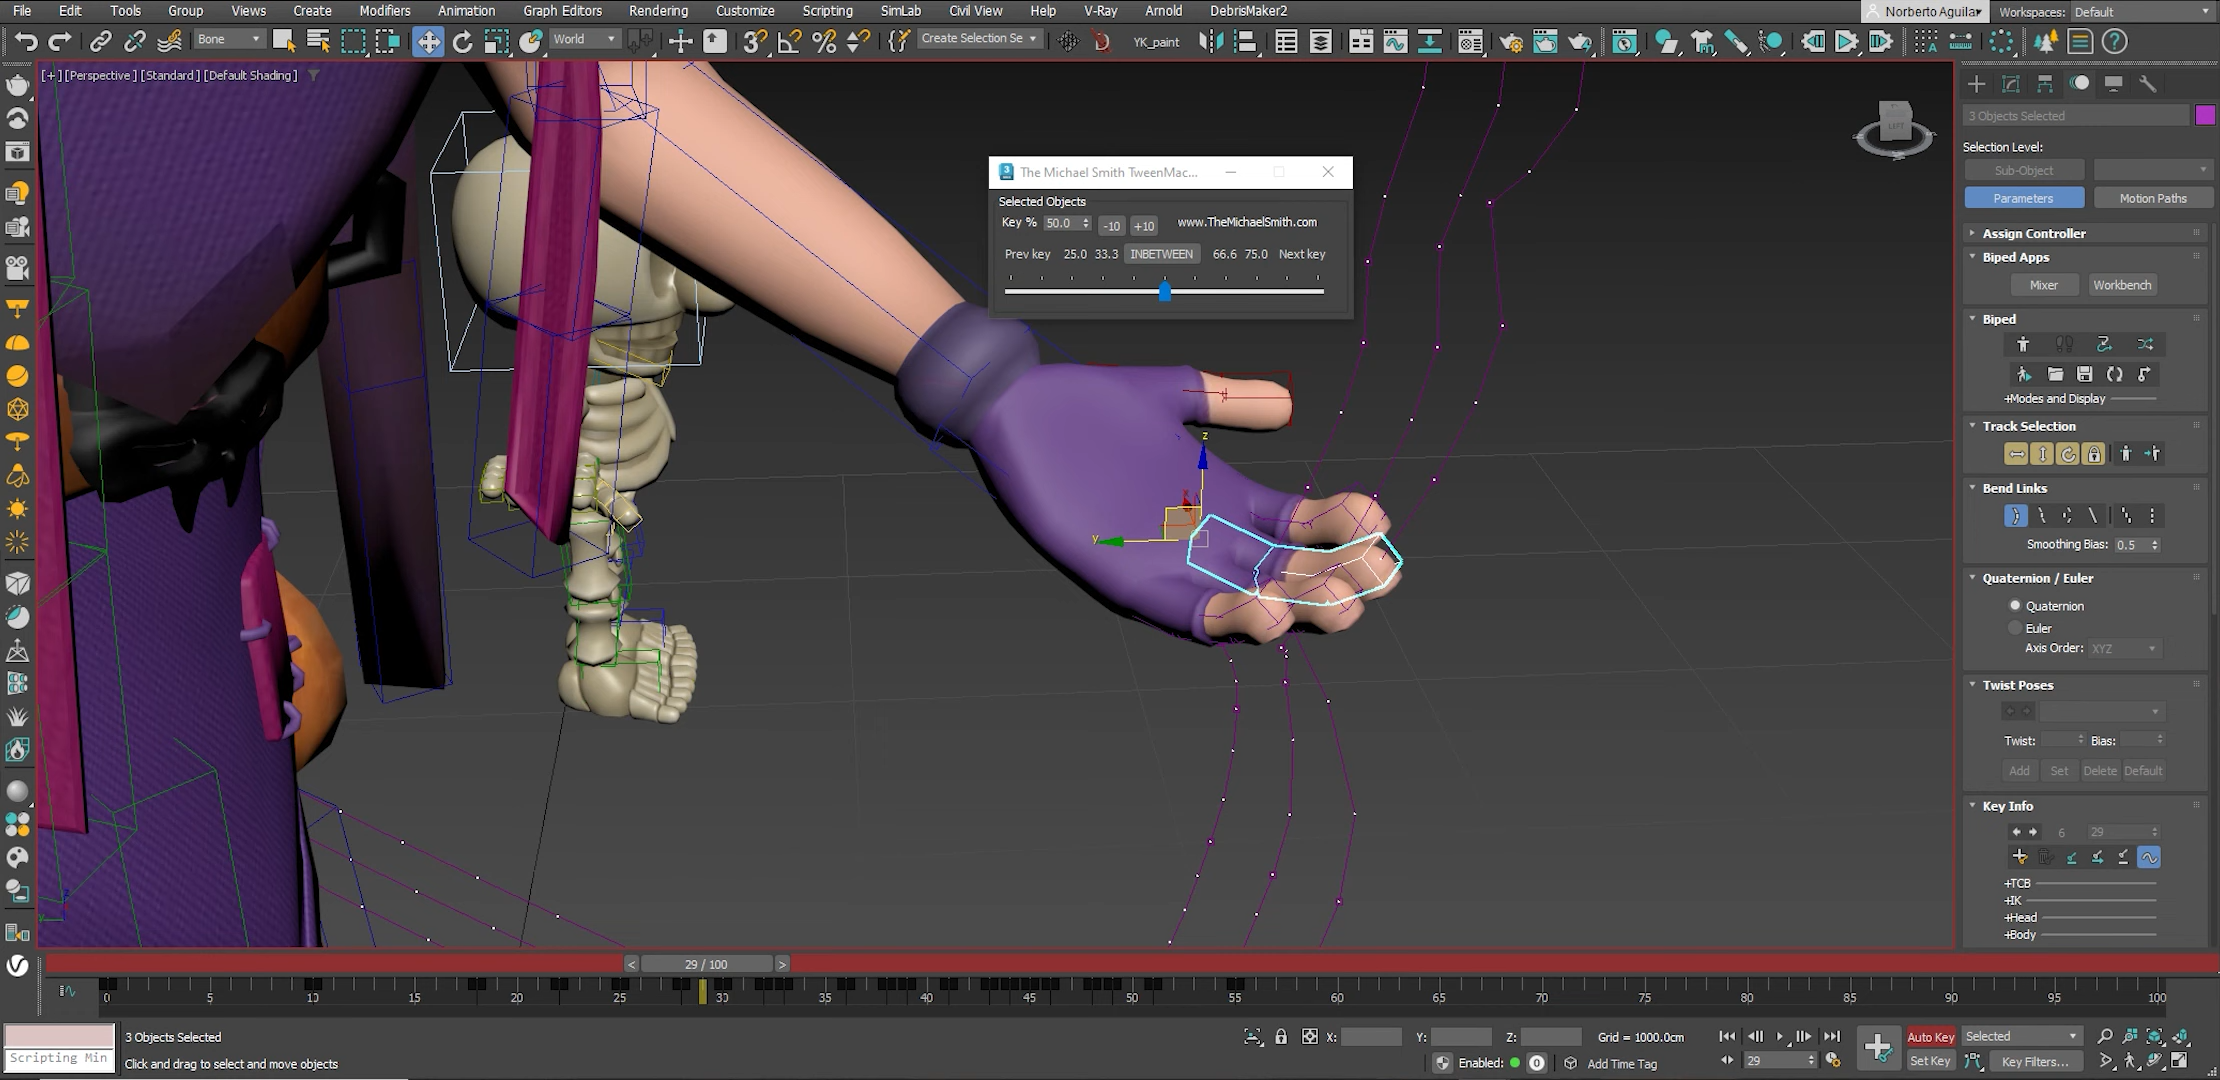 File Edit Tools Group Views Create Modifiers Animation Graph Editors Rendering Customize Scripting SimLab Civil View Help V-Ray Arnold DebrisMaker2
Norberto Aguilar Workspaces: Default
Bone World Create Selection Se YK_paint
[+] [Perspective] [Standard] [Default Shading]
The Michael Smith TweenMac...
Selected Objects
Key % 50.0 -10 +10 www.TheMichaelSmith.com
Prev key 25.0 33.3 INBETWEEN 66.6 75.0 Next key
LEFT
z
y
3 Objects Selected
Selection Level:
Sub-Object
Parameters Motion Paths
Assign Controller
Biped Apps
Mixer Workbench
Biped
+Modes and Display
Track Selection
Bend Links
Smoothing Bias: 0.5
Quaternion / Euler
Quaternion
Euler
Axis Order: XYZ
Twist Poses
Twist: Bias:
Add Set Delete Default
Key Info
6 29
+TCB
+IK
+Head
+Body
< 29 / 100 >
0 5 10 15 20 25 30 35 40 45 50 55 60 65 70 75 80 85 90 95 100
Scripting Min
3 Objects Selected
Click and drag to select and move objects
X: Y: Z: Grid = 1000.0cm
Enabled: 0 Add Time Tag
29
Auto Key Selected
Set Key Key Filters...